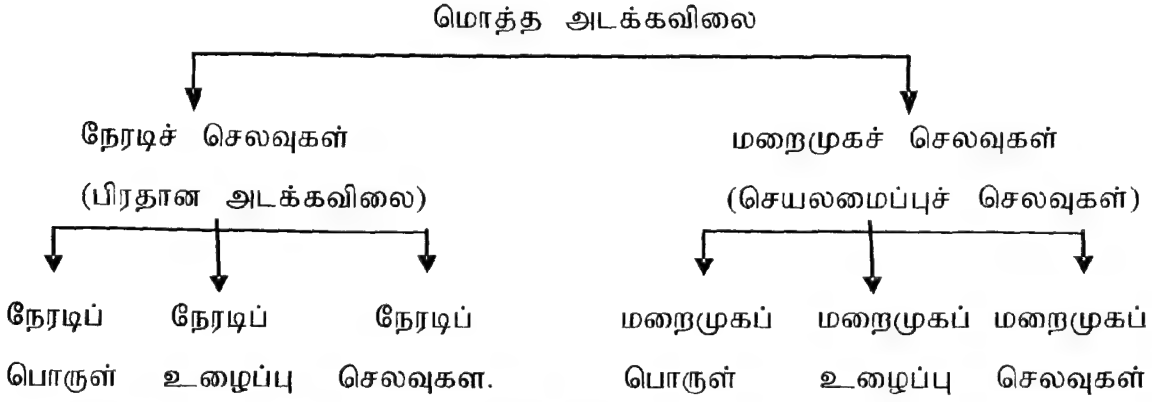 மொத்த அடக்கவிலை
நேரடிச் செலவுகள் மறைமுகச் செலவுகள்
(பிரதான அடக்கவிலை) (செயலமைப்புச் செலவுகள்)
நேரடிப் நேரடிப் நேரடிப் மறைமுகப் மறைமுகப் மறைமுகப்
பொருள் உழைப்பு செலவுகள. பொருள் உழைப்பு செலவுகள்